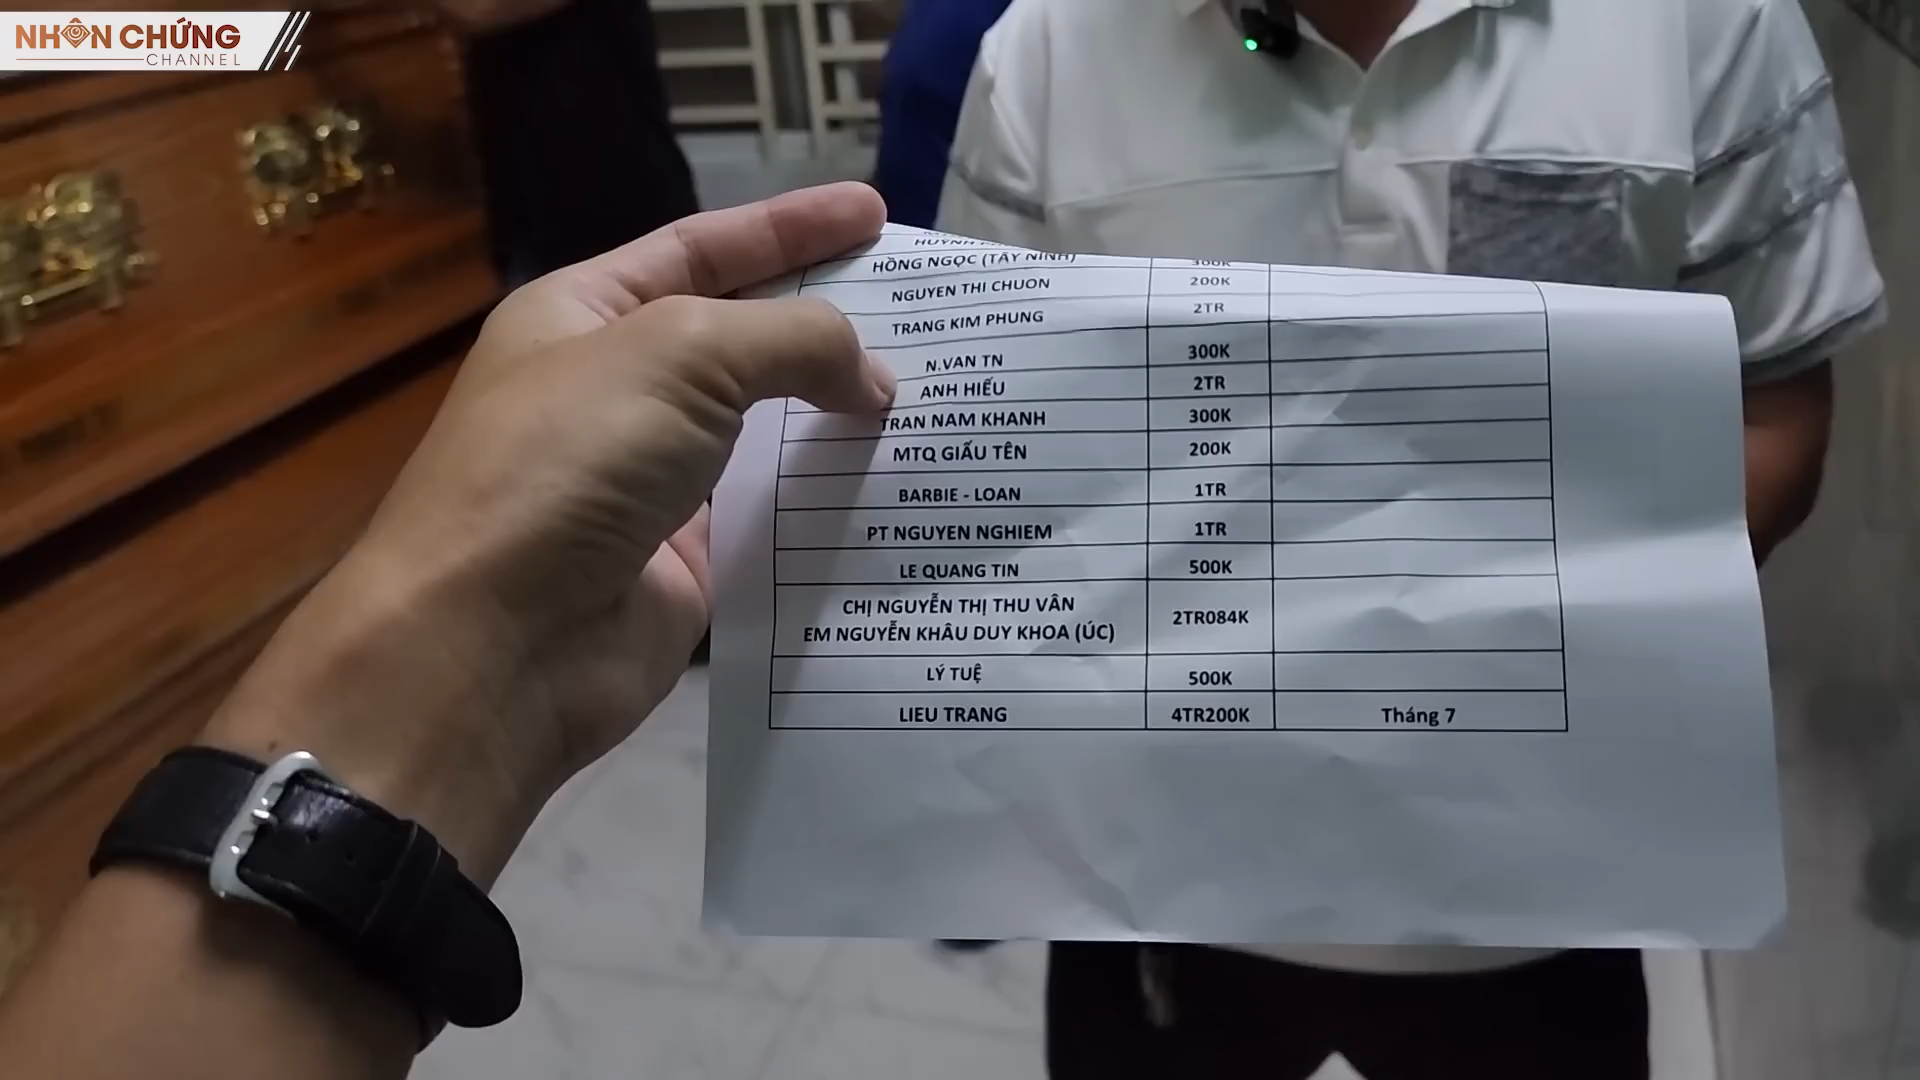 NHÂN CHỨNG
CHANNEL
HỒNG NGỌC (TÂY NINH) 300K
NGUYEN THI CHUON 200K
TRANG KIM PHUNG 2TR
N.VAN TN 300K
ANH HIẾU 2TR
TRAN NAM KHANH 300K
MTQ GIẤU TÊN 200K
BARBIE - LOAN 1TR
PT NGUYEN NGHIEM 1TR
LE QUANG TIN 500K
CHỊ NGUYỄN THỊ THU VÂN
EM NGUYỄN KHÂU DUY KHOA (ÚC) 2TR084K
LÝ TUỆ 500K
LIEU TRANG 4TR200K Tháng 7